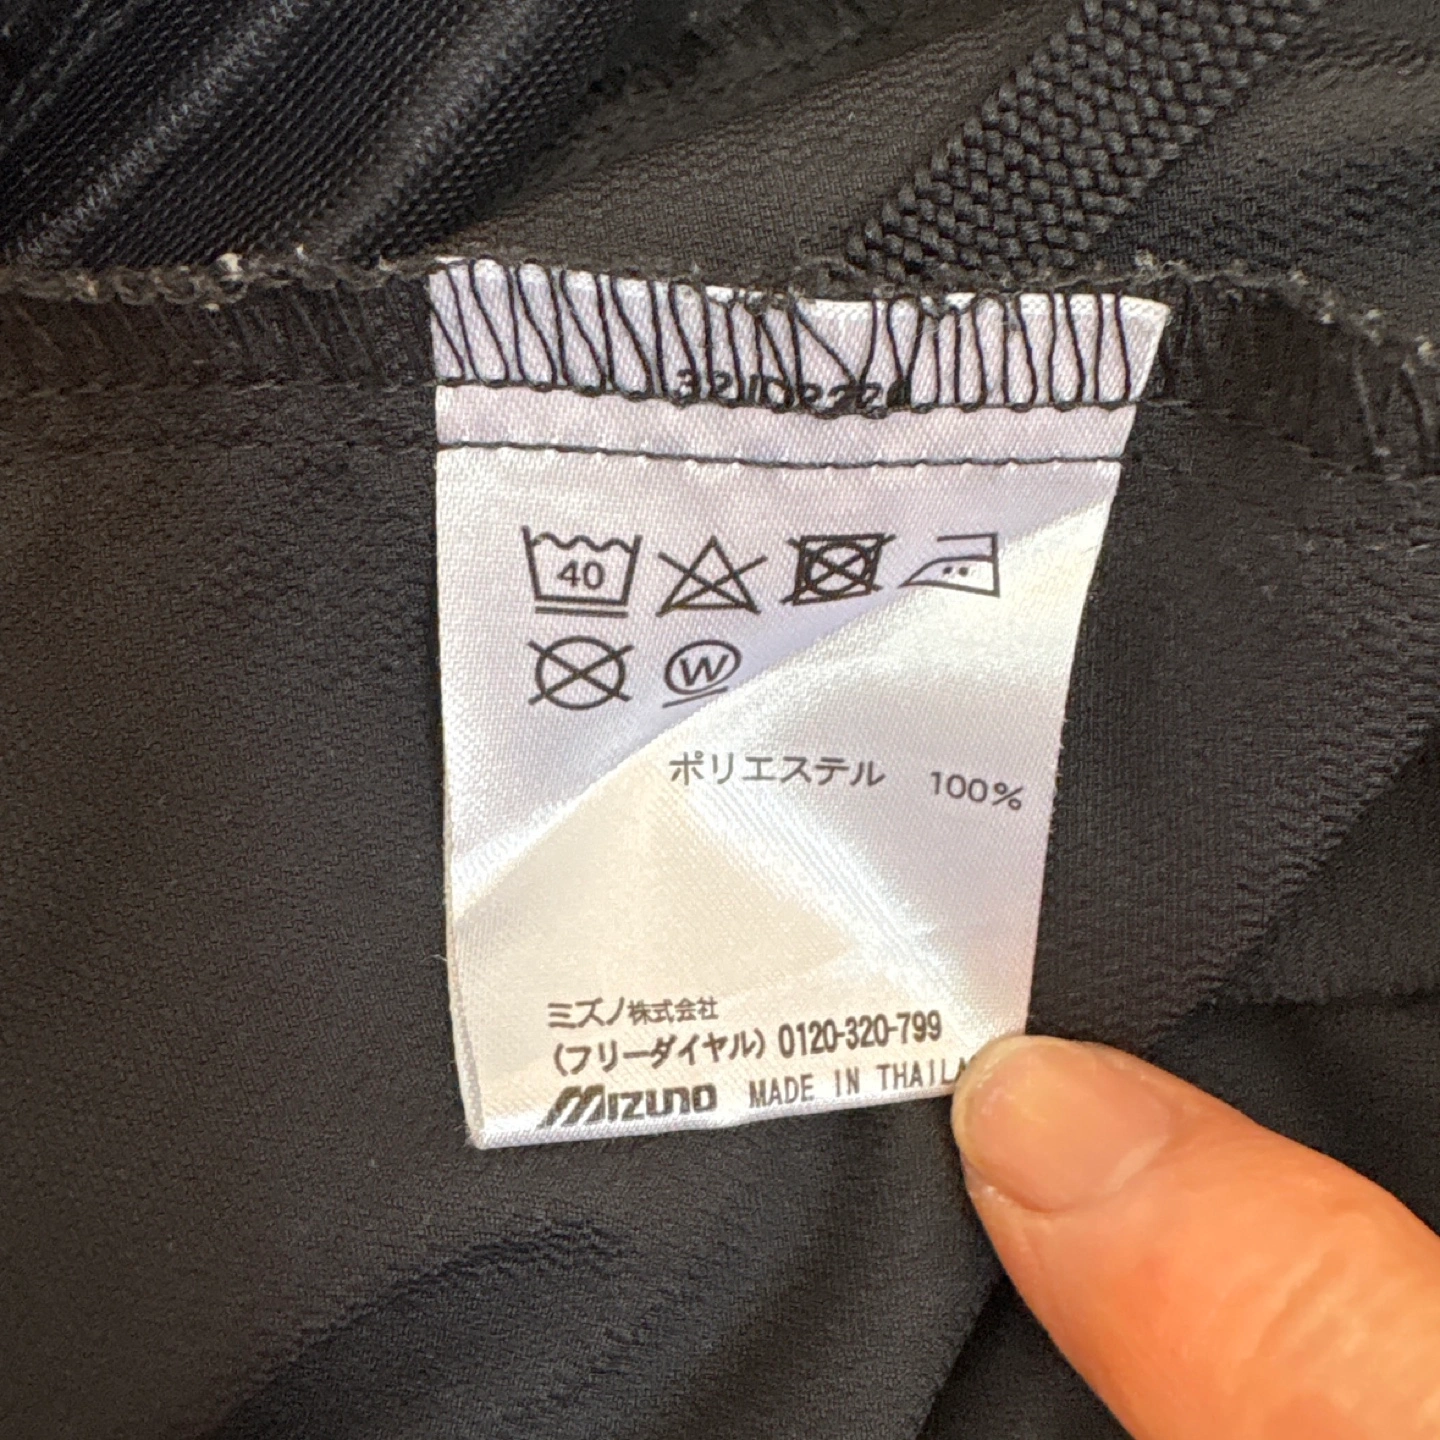 40
W
ポリエステル 100%
ミズノ株式会社
(フリーダイヤル) 0120-320-799
MIZUNO MADE IN